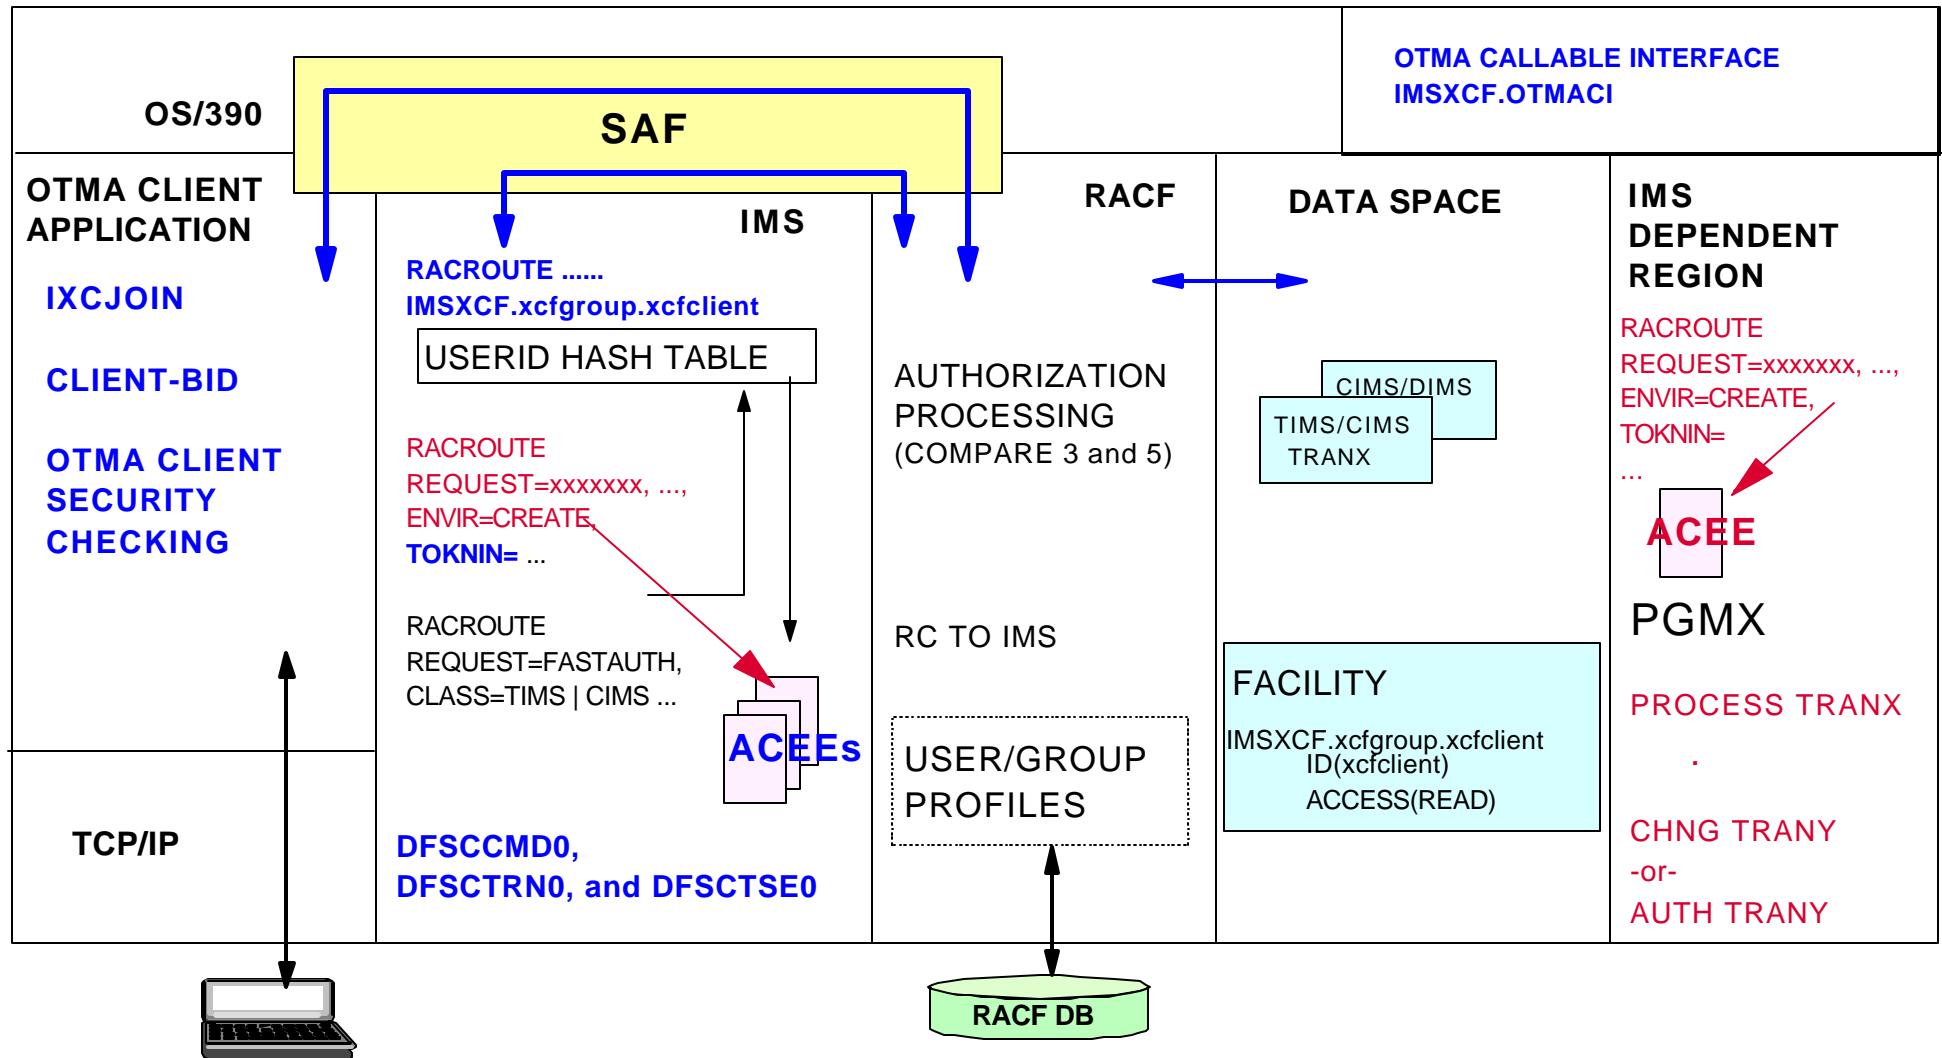 OS/390
SAF
OTMA CALLABLE INTERFACE
IMSXCF.OTMACI
OTMA CLIENT
APPLICATION
IXCJOIN
CLIENT-BID
OTMA CLIENT
SECURITY
CHECKING
TCP/IP
IMS
RACROUTE ......
IMSXCF.xcfgroup.xcfclient
USERID HASH TABLE
RACROUTE
REQUEST=xxxxxxx, ...,
ENVIR=CREATE,
TOKNIN= ...
RACROUTE
REQUEST=FASTAUTH,
CLASS=TIMS | CIMS ...
ACEEs
DFSCCMD0,
DFSCTRN0, and DFSCTSE0
RACF
AUTHORIZATION
PROCESSING
(COMPARE 3 and 5)
RC TO IMS
USER/GROUP
PROFILES
RACF DB
DATA SPACE
CIMS/DIMS
TIMS/CIMS
TRANX
FACILITY
IMSXCF.xcfgroup.xcfclient
ID(xcfclient)
ACCESS(READ)
IMS
DEPENDENT
REGION
RACROUTE
REQUEST=xxxxxxx, ...,
ENVIR=CREATE,
TOKNIN=
...
ACEE
PGMX
PROCESS TRANX
.
CHNG TRANY
-or-
AUTH TRANY